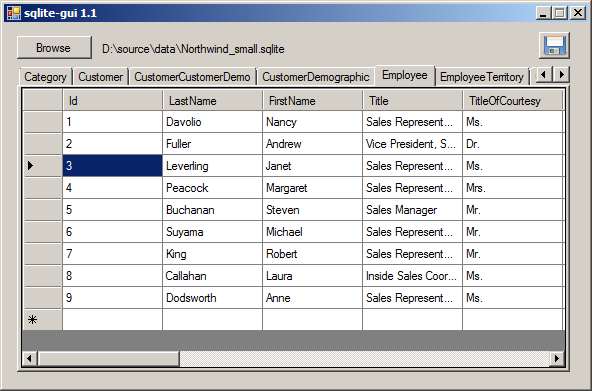 sqlite-gui 1.1
Browse D:\source\data\Northwind_small.sqlite
Category Customer CustomerCustomerDemo CustomerDemographic Employee EmployeeTerritory
Id LastName FirstName Title TitleOfCourtesy
1 Davolio Nancy Sales Represent... Ms.
2 Fuller Andrew Vice President, S... Dr.
3 Leverling Janet Sales Represent... Ms.
4 Peacock Margaret Sales Represent... Mrs.
5 Buchanan Steven Sales Manager Mr.
6 Suyama Michael Sales Represent... Mr.
7 King Robert Sales Represent... Mr.
8 Callahan Laura Inside Sales Coor... Ms.
9 Dodsworth Anne Sales Represent... Ms.